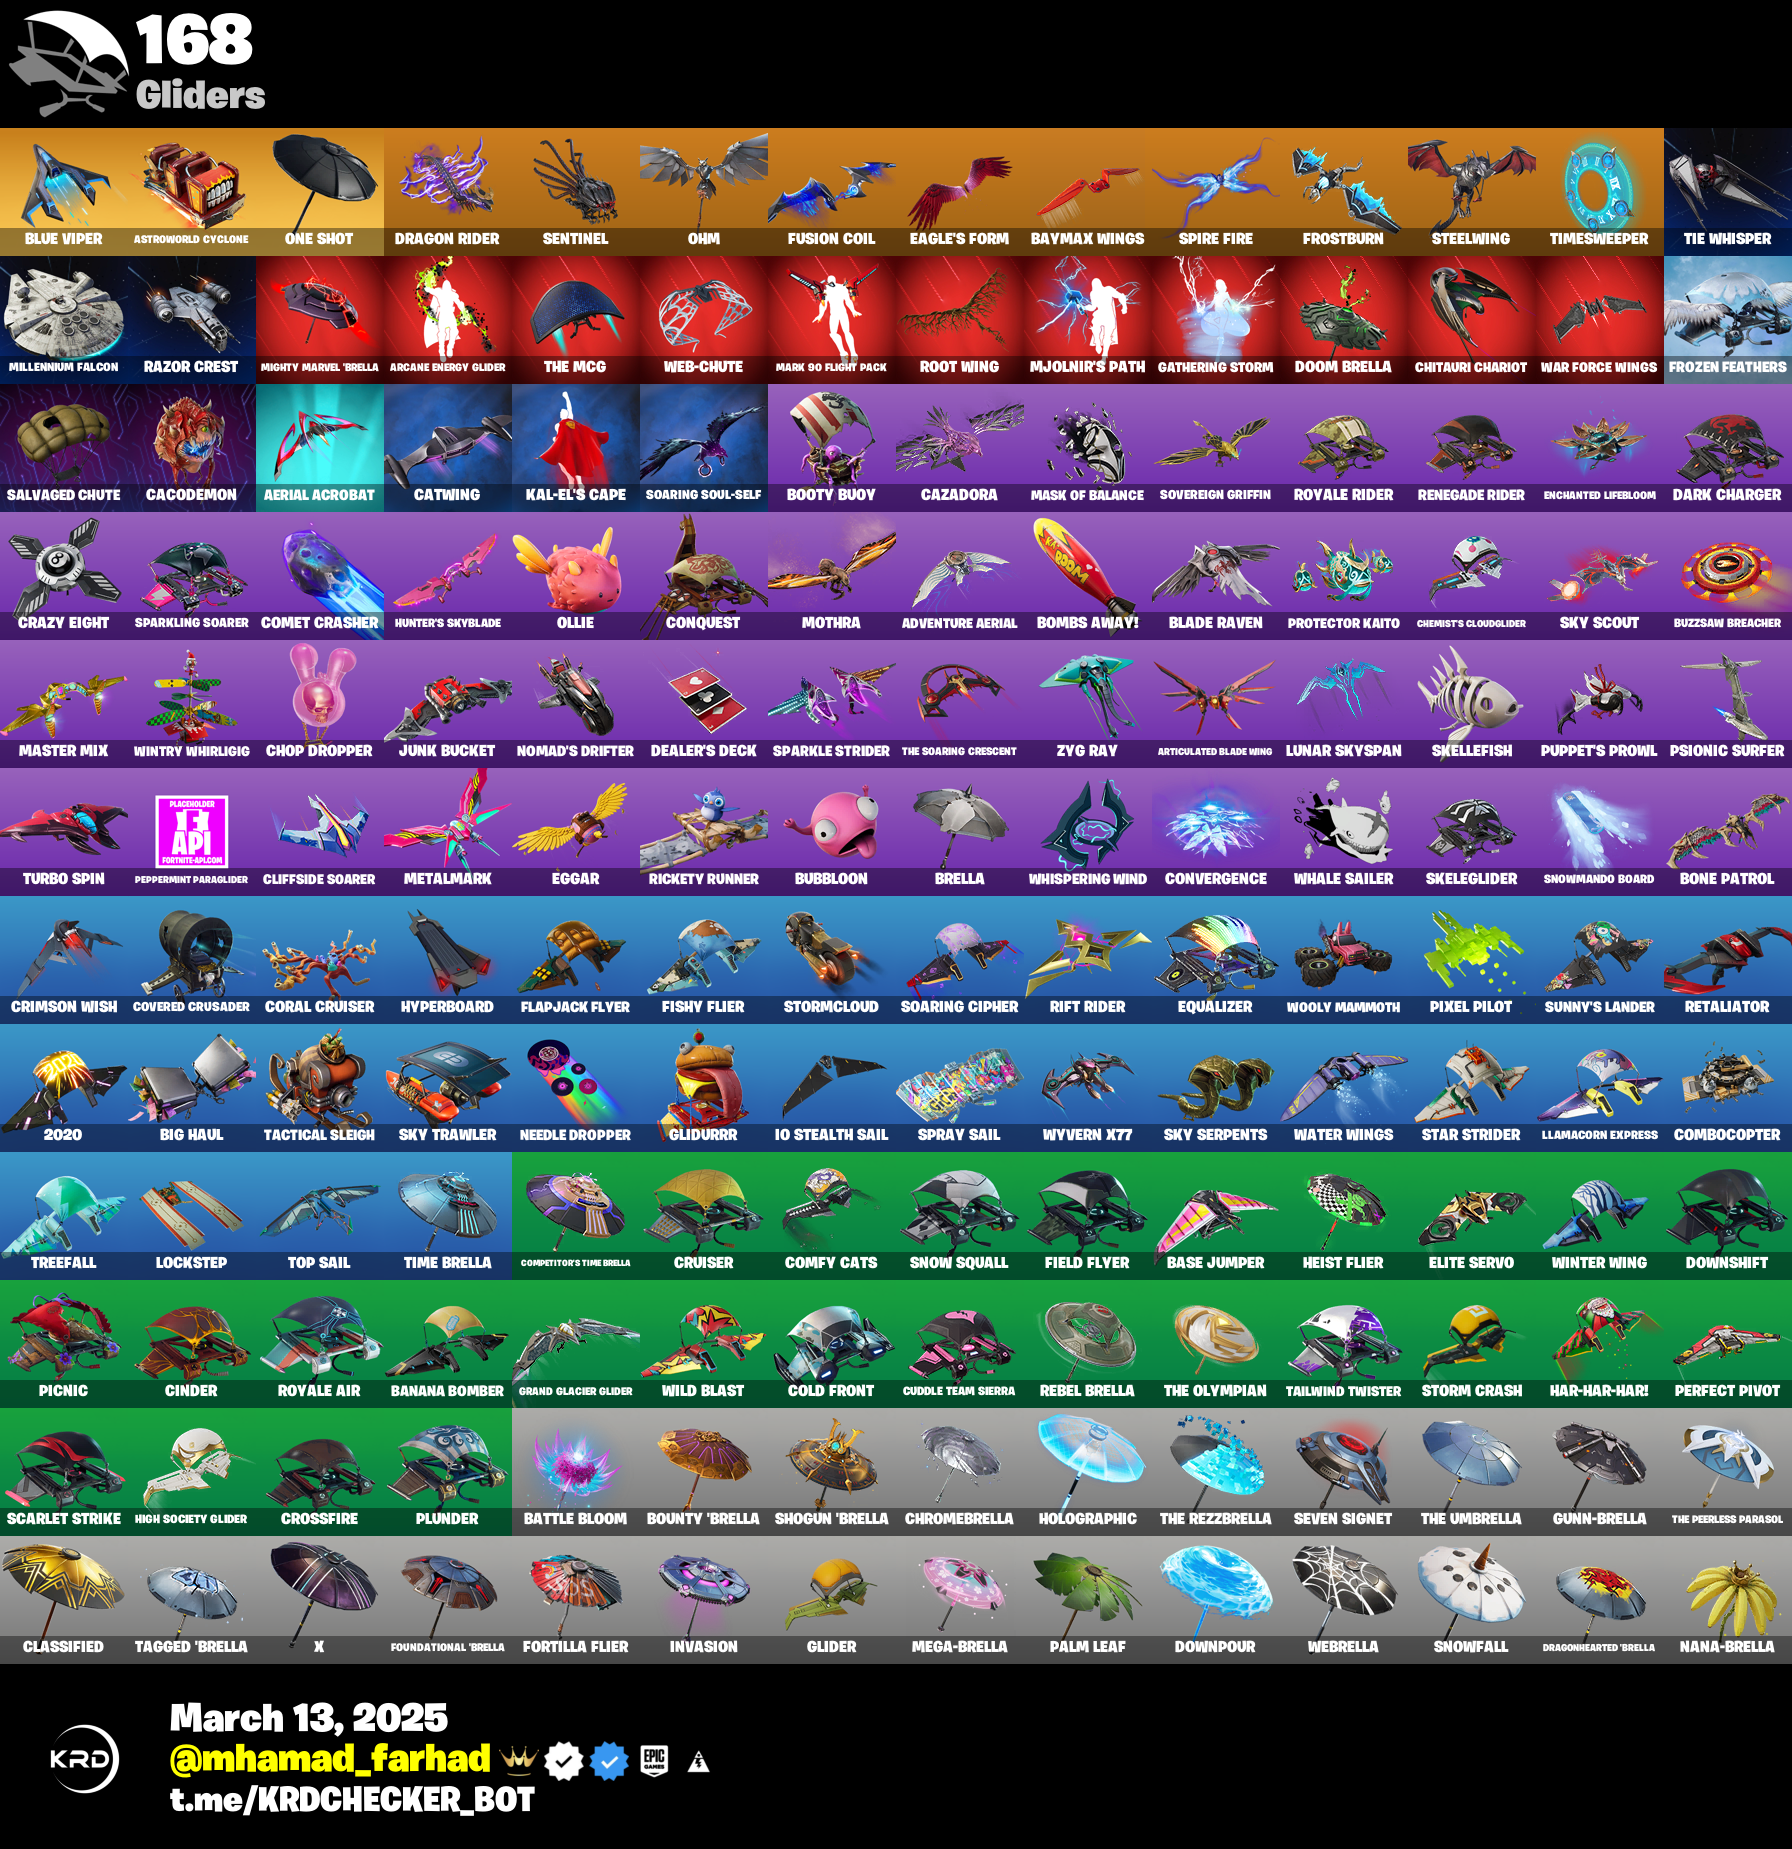 168
Gliders
BLUE VIPER
ASTROWORLD CYCLONE
ONE SHOT
DRAGON RIDER
SENTINEL
OHM
FUSION COIL
EAGLE'S FORM
BAYMAX WINGS
SPIRE FIRE
FROSTBURN
STEELWING
TIMESWEEPER
TIE WHISPER
MILLENNIUM FALCON
RAZOR CREST
MIGHTY MARVEL 'BRELLA
ARCANE ENERGY GLIDER
THE MCG
WEB-CHUTE
MARK 90 FLIGHT PACK
ROOT WING
MJOLNIR'S PATH
GATHERING STORM
DOOM BRELLA
CHITAURI CHARIOT
WAR FORCE WINGS
FROZEN FEATHERS
SALVAGED CHUTE
CACODEMON
AERIAL ACROBAT
CATWING
KAL-EL'S CAPE
SOARING SOUL-SELF
BOOTY BUOY
CAZADORA
MASK OF BALANCE
SOVEREIGN GRIFFIN
ROYALE RIDER
RENEGADE RIDER
ENCHANTED LIFEBLOOM
DARK CHARGER
CRAZY EIGHT
SPARKLING SOARER
COMET CRASHER
HUNTER'S SKYBLADE
OLLIE
CONQUEST
MOTHRA
ADVENTURE AERIAL
KA BOOM
BOMBS AWAY!
BLADE RAVEN
PROTECTOR KAITO
CHEMIST'S CLOUDGLIDER
SKY SCOUT
BUZZSAW BREACHER
MASTER MIX
WINTRY WHIRLIGIG
CHOP DROPPER
JUNK BUCKET
NOMAD'S DRIFTER
DEALER'S DECK
SPARKLE STRIDER
THE SOARING CRESCENT
ZYG RAY
ARTICULATED BLADE WING
LUNAR SKYSPAN
SKELLEFISH
PUPPET'S PROWL
PSIONIC SURFER
TURBO SPIN
PLACEHOLDER
F
API
FORTNITE-API.COM
PEPPERMINT PARAGLIDER
CLIFFSIDE SOARER
METALMARK
EGGAR
RICKETY RUNNER
BUBBLOON
BRELLA
WHISPERING WIND
CONVERGENCE
WHALE SAILER
SKELEGLIDER
SNOWMANDO BOARD
BONE PATROL
CRIMSON WISH
COVERED CRUSADER
CORAL CRUISER
HYPERBOARD
FLAPJACK FLYER
FISHY FLIER
STORMCLOUD
SOARING CIPHER
RIFT RIDER
EQUALIZER
WOOLY MAMMOTH
PIXEL PILOT
SUNNY'S LANDER
RETALIATOR
2020
2020
BIG HAUL
TACTICAL SLEIGH
SKY TRAWLER
NEEDLE DROPPER
GLIDURRR
IO STEALTH SAIL
SPRAY SAIL
WYVERN X77
SKY SERPENTS
WATER WINGS
STAR STRIDER
LLAMACORN EXPRESS
COMBOCOPTER
TREEFALL
LOCKSTEP
TOP SAIL
TIME BRELLA
COMPETITOR'S TIME BRELLA
CRUISER
COMFY CATS
SNOW SQUALL
FIELD FLYER
BASE JUMPER
HEIST FLIER
ELITE SERVO
WINTER WING
DOWNSHIFT
PICNIC
CINDER
ROYALE AIR
BANANA BOMBER
GRAND GLACIER GLIDER
WILD BLAST
COLD FRONT
CUDDLE TEAM SIERRA
REBEL BRELLA
THE OLYMPIAN
TAILWIND TWISTER
STORM CRASH
HAR-HAR-HAR!
PERFECT PIVOT
SCARLET STRIKE
HIGH SOCIETY GLIDER
CROSSFIRE
PLUNDER
BATTLE BLOOM
BOUNTY 'BRELLA
SHOGUN 'BRELLA
CHROMEBRELLA
HOLOGRAPHIC
THE REZZBRELLA
SEVEN SIGNET
THE UMBRELLA
GUNN-BRELLA
THE PEERLESS PARASOL
CLASSIFIED
TAGGED 'BRELLA
X
FOUNDATIONAL 'BRELLA
SOS
FORTILLA FLIER
INVASION
GLIDER
MEGA-BRELLA
PALM LEAF
DOWNPOUR
WEBRELLA
SNOWFALL
DRAGONHEARTED 'BRELLA
NANA-BRELLA
KRD
March 13, 2025
@mhamad_farhad
EPIC
GAMES
t.me/KRDCHECKER_BOT